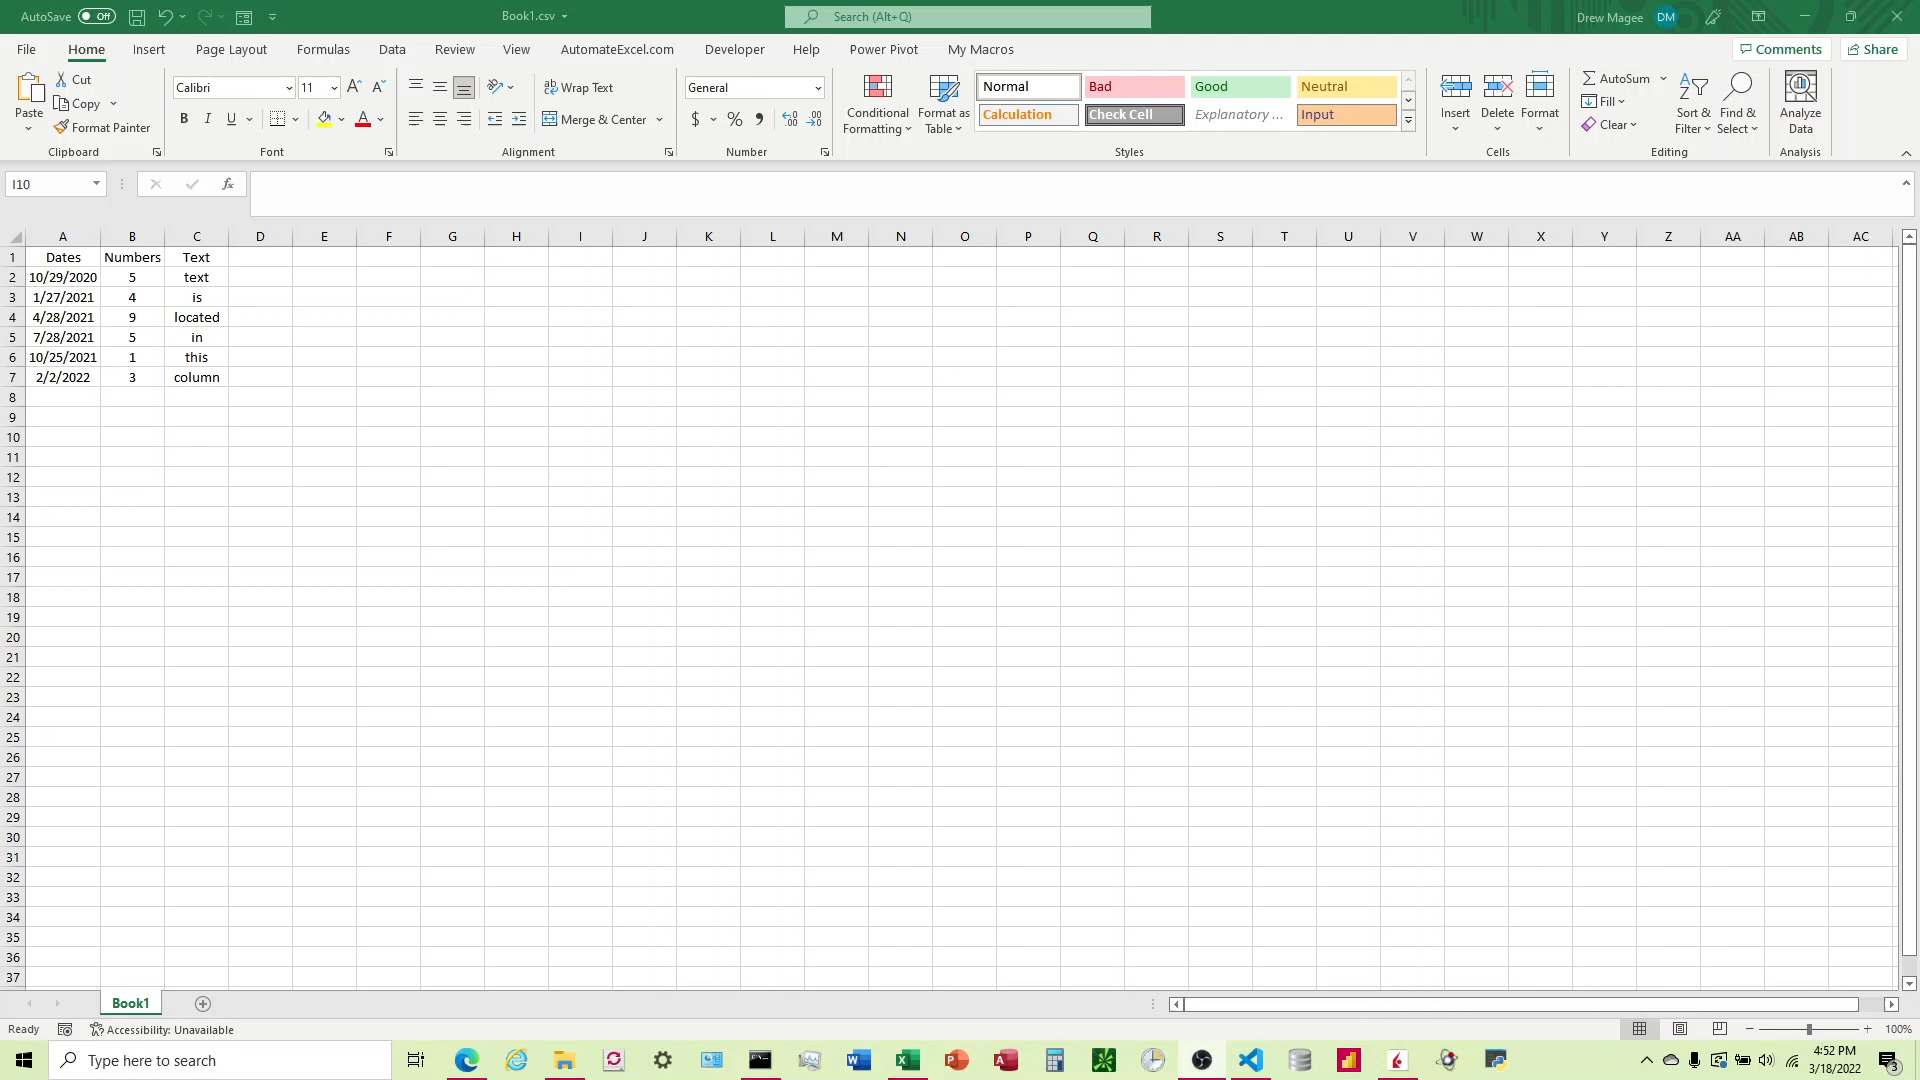 AutoSave Off Book1.csv Search (Alt+Q) Drew Magee DM
File Home Insert Page Layout Formulas Data Review View AutomateExcel.com Developer Help Power Pivot My Macros Comments Share
Paste Cut Copy Format Painter
Clipboard
Calibri 11
B I U A
Font
Wrap Text
Merge & Center
Alignment
General
$ % 9
Number
Conditional Formatting
Format as Table
Normal Bad Good Neutral
Calculation Check Cell Explanatory ... Input
Styles
Insert Delete Format
Cells
AutoSum
Fill
Clear
Sort & Filter
Find & Select
Editing
Analyze Data
Analysis
I10 fx
A B C D E F G H I J K L M N O P Q R S T U V W X Y Z AA AB AC
1 Dates Numbers Text
2 10/29/2020 5 text
3 1/27/2021 4 is
4 4/28/2021 9 located
5 7/28/2021 5 in
6 10/25/2021 1 this
7 2/2/2022 3 column
8
9
10
11
12
13
14
15
16
17
18
19
20
21
22
23
24
25
26
27
28
29
30
31
32
33
34
35
36
37
Book1
Ready Accessibility: Unavailable 100%
Type here to search
4:52 PM
3/18/2022
3